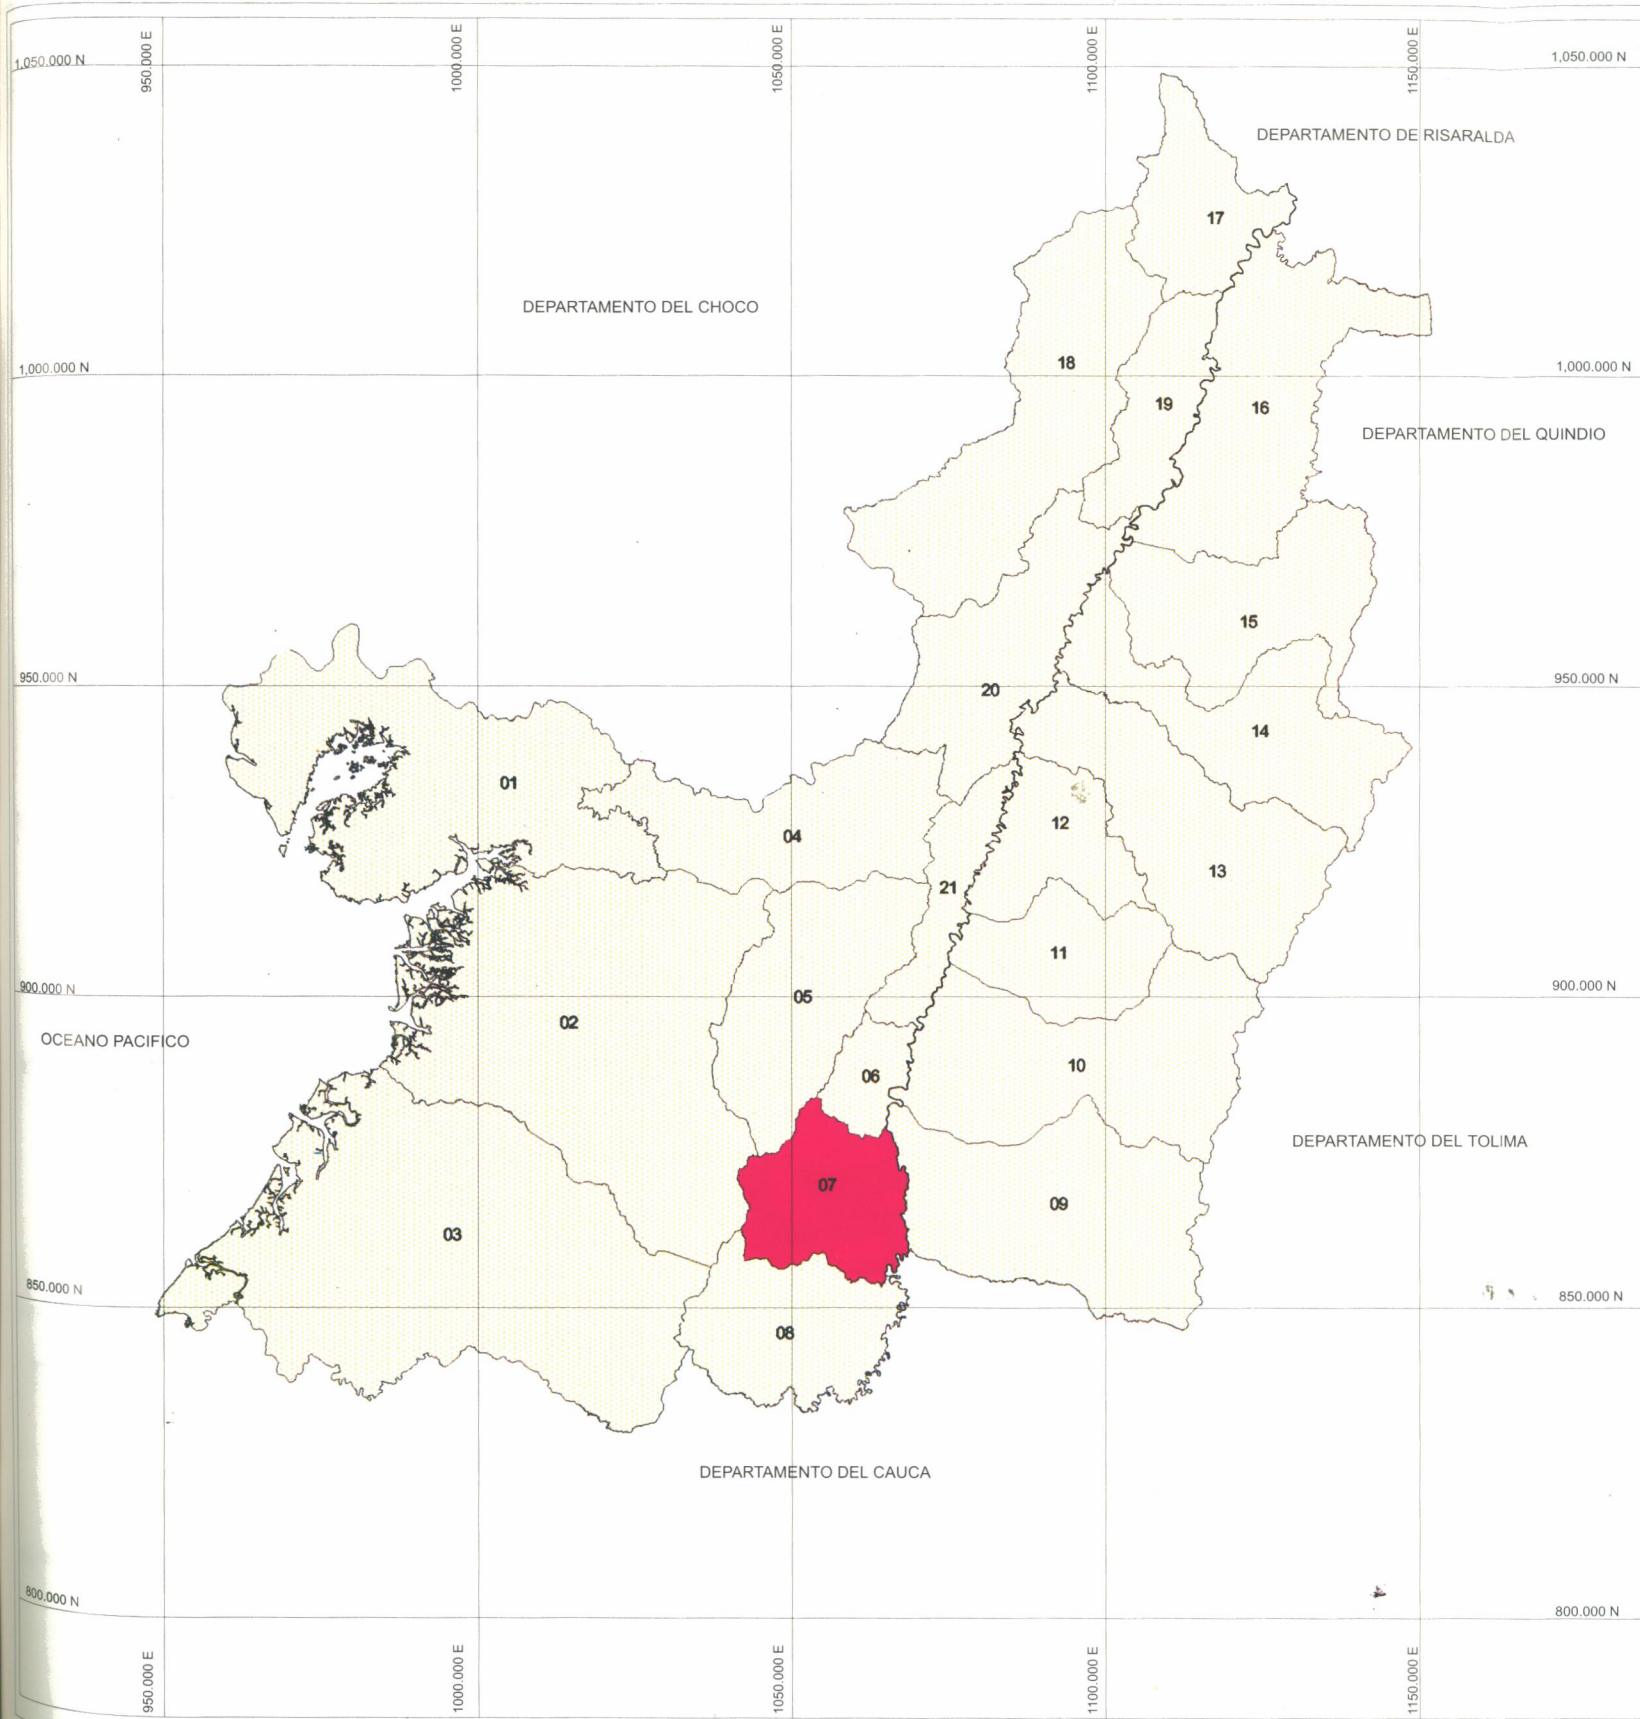 950.000 E
1000.000 E
1050.000 E
1100.000 E
1150.000 E
1,050.000 N
1,050.000 N
DEPARTAMENTO DE RISARALDA
17
DEPARTAMENTO DEL CHOCO
18
1,000.000 N
1,000.000 N
19
16
DEPARTAMENTO DEL QUINDIO
15
950.000 N
950.000 N
20
14
01
12
04
13
21
11
900.000 N
900.000 N
05
02
OCEANO PACIFICO
10
06
DEPARTAMENTO DEL TOLIMA
07
09
03
850.000 N
850.000 N
08
DEPARTAMENTO DEL CAUCA
800.000 N
800.000 N
950.000 E
1000.000 E
1050.000 E
1100.000 E
1150.000 E